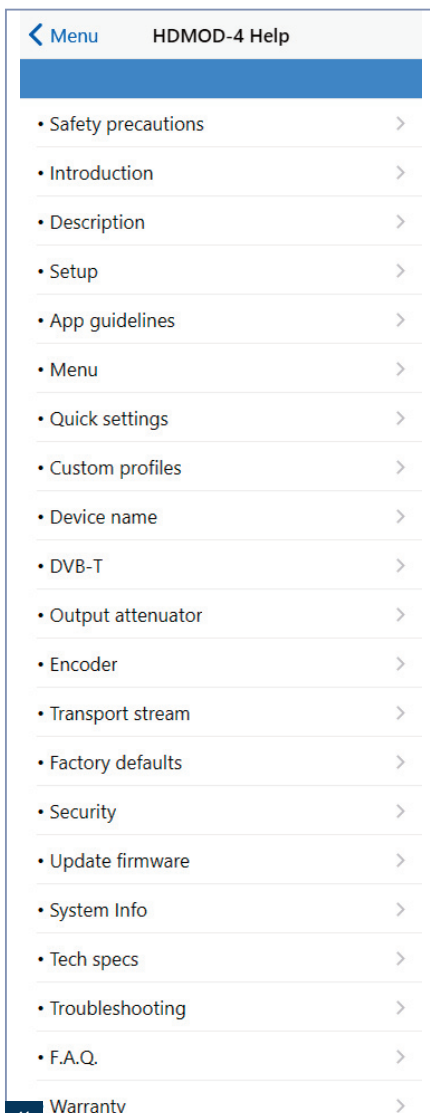 Menu HDMOD-4 Help
• Safety precautions
• Introduction
• Description
• Setup
• App guidelines
• Menu
• Quick settings
• Custom profiles
• Device name
• DVB-T
• Output attenuator
• Encoder
• Transport stream
• Factory defaults
• Security
• Update firmware
• System Info
• Tech specs
• Troubleshooting
• F.A.Q.
Warranty